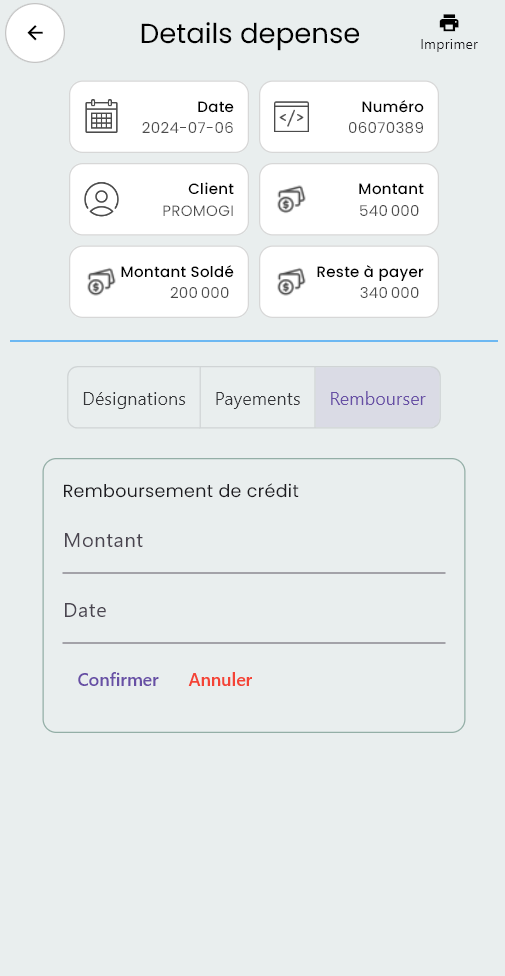 Details depense
Imprimer
Date
2024-07-06
</>
Numéro
06070389
Client
PROMOGI
Montant
540 000
Montant Soldé
200 000
Reste à payer
340 000
Désignations
Payements
Rembourser
Remboursement de crédit
Montant
Date
Confirmer
Annuler